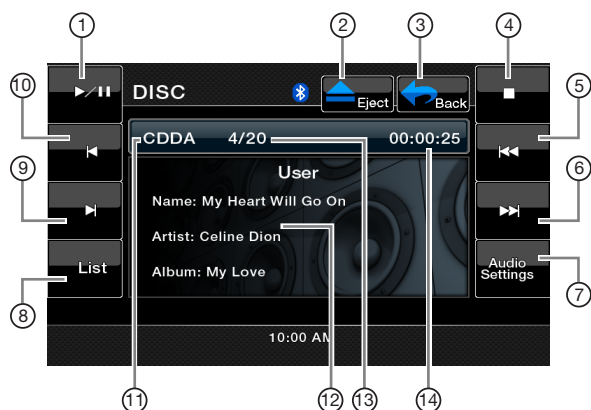 ① ② ③ ④
⑩ DISC Eject Back ⑤
CDDA 4/20 00:00:25
User
Name: My Heart Will Go On
⑨ ⑥
Artist: Celine Dion
List Album: My Love Audio Settings
⑧ ⑦
10:00 AM
⑪ ⑫ ⑬ ⑭